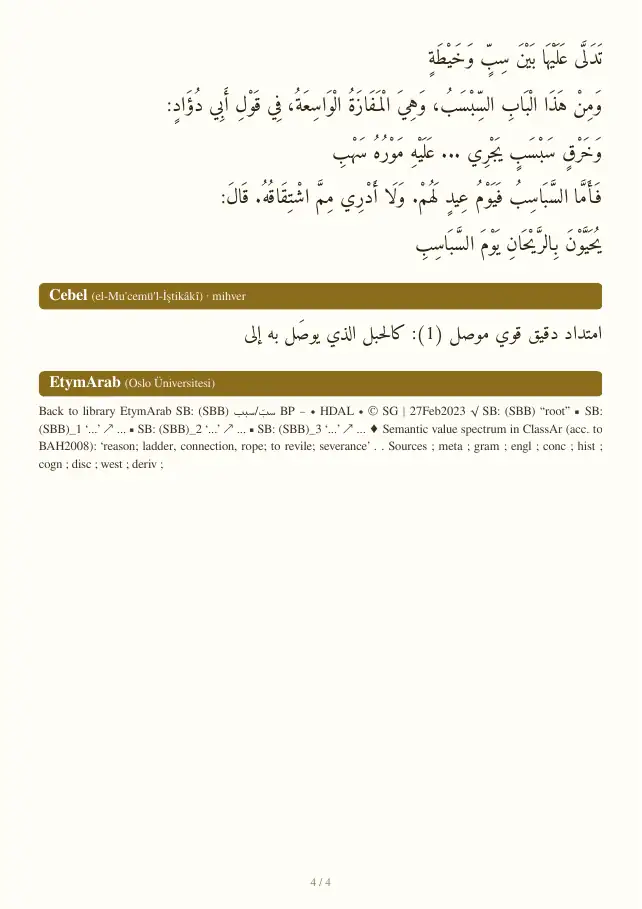 تَدَلَّى عَلَيْهَا بَيْنَ سِبٍّ وَخَيْطَةٍ
وَمِنْ هَذَا الْبَابِ السِّبْسَبُ، وَهِيَ الْمَفَازَةُ الْوَاسِعَةُ، فِي قَوْلِ أَبِي دُؤَادٍ:
وَخَرْقٍ سَبْسَبٍ يَجْرِي ... عَلَيْهِ مَوْرُهُ سَهْبِ
فَأَمَّا السَّبَاسِبُ فَيَوْمُ عِيدٍ لَهُمْ. وَلَا أَدْرِي مِمَّ اشْتِقَاقُهُ. قَالَ:
يُحَيَّوْنَ بِالرَّيْحَانِ يَوْمَ السَّبَاسِبِ
Cebel (el-Mu'cemü'l-İştikâkî) · mihver
امتداد دقيق قوي موصل (1): كالحبل الذي يوصَل به إلى
EtymArab (Oslo Üniversitesi)
Back to library EtymArab SB: (SBB) سبّ/سبب BP – • HDAL • © SG | 27Feb2023 √ SB: (SBB) “root” ▪ SB:
(SBB)_1 ‘...’ ↗ ... ▪ SB: (SBB)_2 ‘...’ ↗ ... ▪ SB: (SBB)_3 ‘...’ ↗ ... ♦ Semantic value spectrum in ClassAr (acc. to
BAH2008): ‘reason; ladder, connection, rope; to revile; severance’ . . Sources ; meta ; gram ; engl ; conc ; hist ;
cogn ; disc ; west ; deriv ;
4 / 4